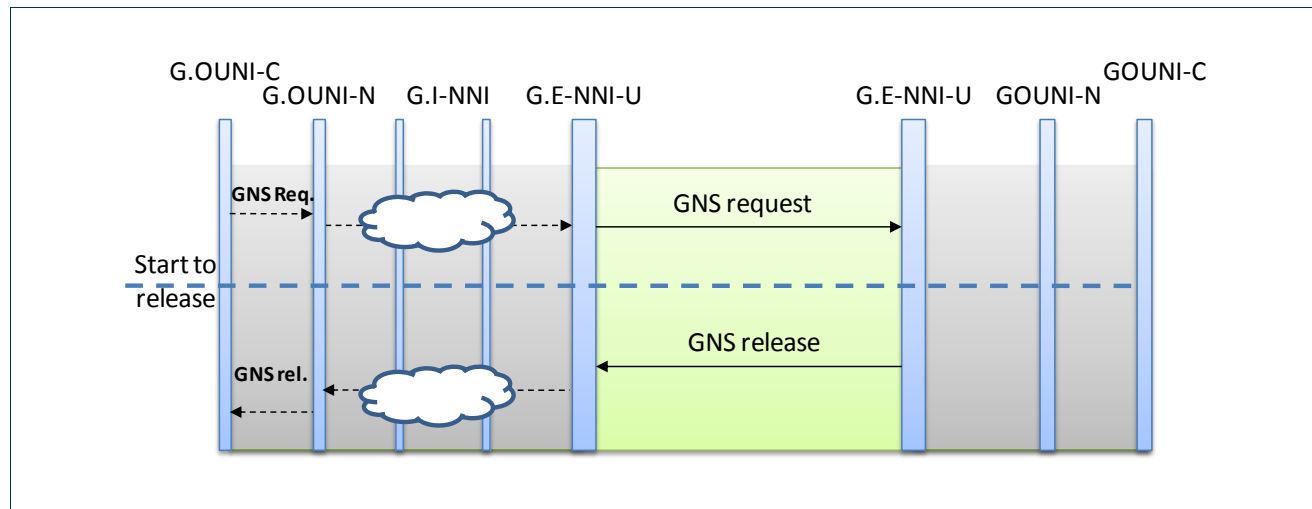 G.OUNI-C
G.OUNI-N
G.I-NNI
G.E-NNI-U
G.E-NNI-U
GOUNI-N
GOUNI-C
GNS Req.
GNS request
Start to
release
GNS release
GNS rel.